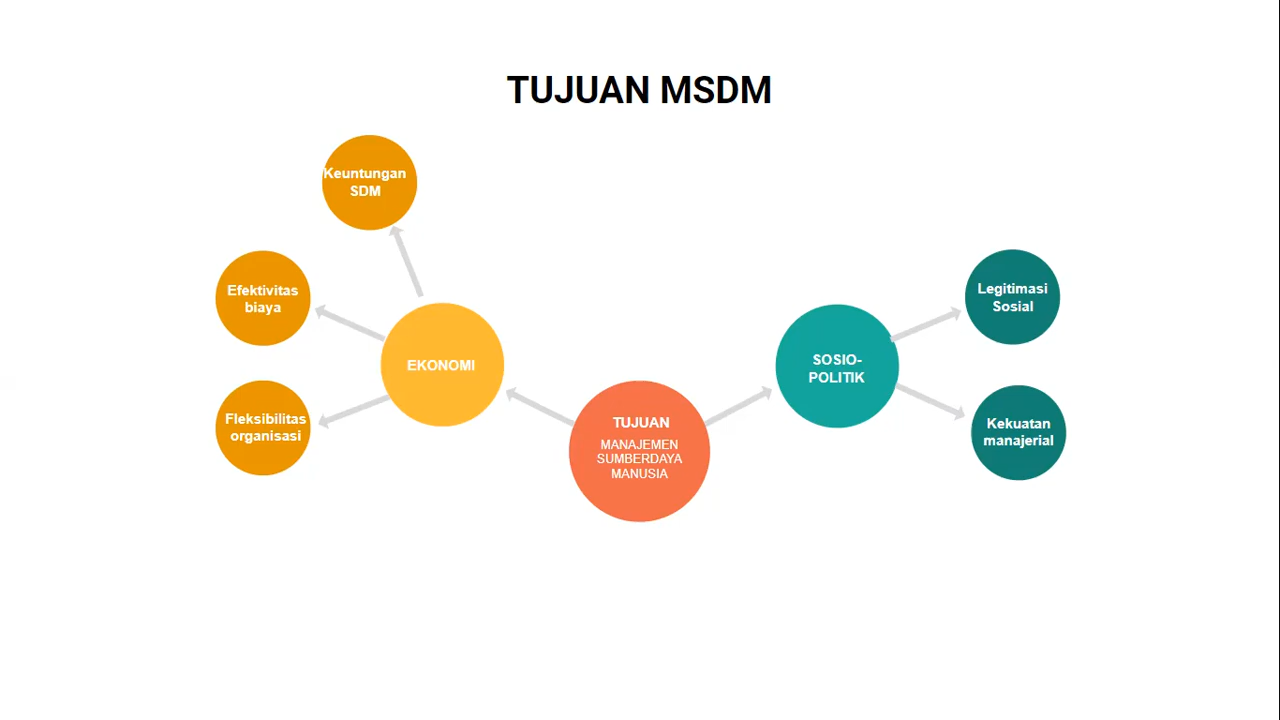 TUJUAN MSDM
Keuntungan
SDM
Efektivitas
biaya
Fleksibilitas
organisasi
EKONOMI
TUJUAN
MANAJEMEN
SUMBERDAYA
MANUSIA
SOSIO-
POLITIK
Legitimasi
Sosial
Kekuatan
manajerial